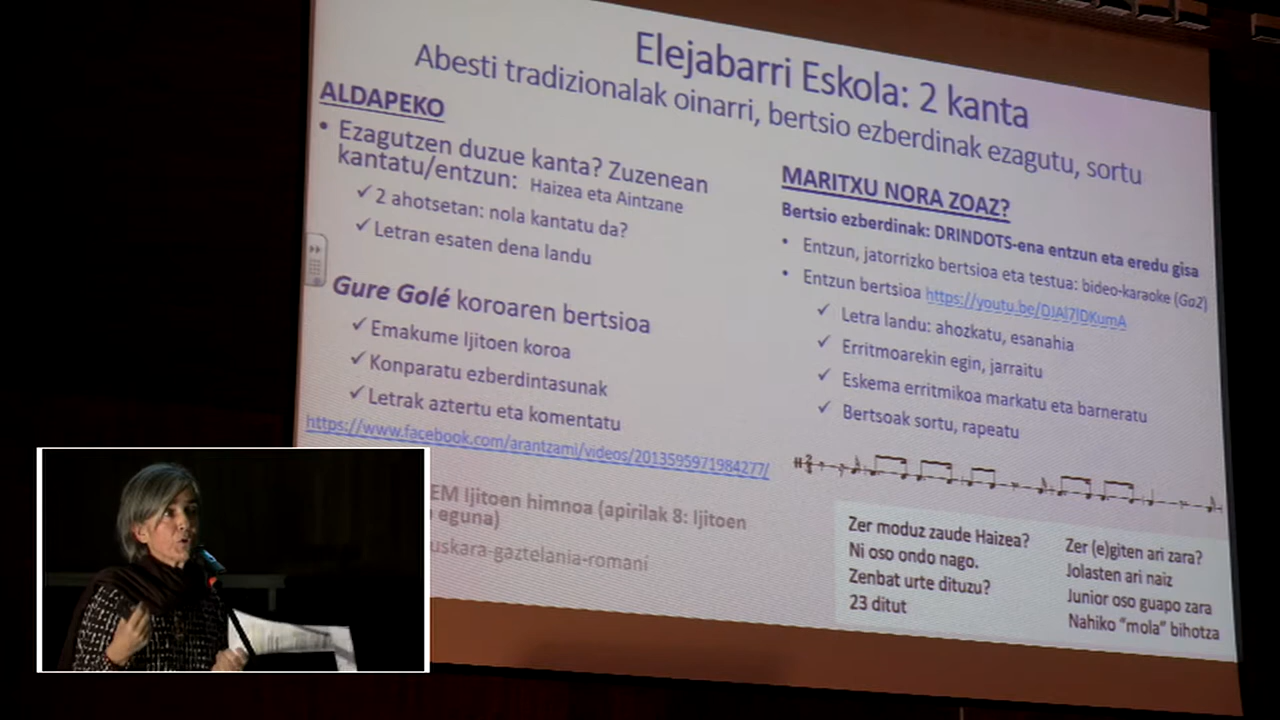 Elejabarri Eskola: 2 kanta
Abesti tradizionalak oinarri, bertsio ezberdinak ezagutu, sortu
ALDAPEKO
• Ezagutzen duzue kanta? Zuzenean
kantatu/entzun: Haizea eta Aintzane
✓ 2 ahotsetan: nola kantatu da?
✓ Letran esaten dena landu
Gure Golé koroaren bertsioa
✓ Emakume Ijitoen koroa
✓ Konparatu ezberdintasunak
✓ Letrak aztertu eta komentatu
https://www.facebook.com/arantzami/videos/2013595971984277/
EM Ijitoen himnoa (apirilak 8: Ijitoen
eguna)
uskara-gaztelania-romani
MARITXU NORA ZOAZ?
Bertsio ezberdinak: DRINDOTS-ena entzun eta eredu gisa
• Entzun, jatorrizko bertsioa eta testua: bideo-karaoke (Ga2)
• Entzun bertsioa https://youtu.be/DJAl7lDKumA
✓ Letra landu: ahozkatu, esanahia
✓ Erritmoarekin egin, jarraitu
✓ Eskema erritmikoa markatu eta barneratu
✓ Bertsoak sortu, rapeatu
Zer moduz zaude Haizea?
Ni oso ondo nago.
Zenbat urte dituzu?
23 ditut
Zer (e)giten ari zara?
Jolasten ari naiz
Junior oso guapo zara
Nahiko “mola” bihotza